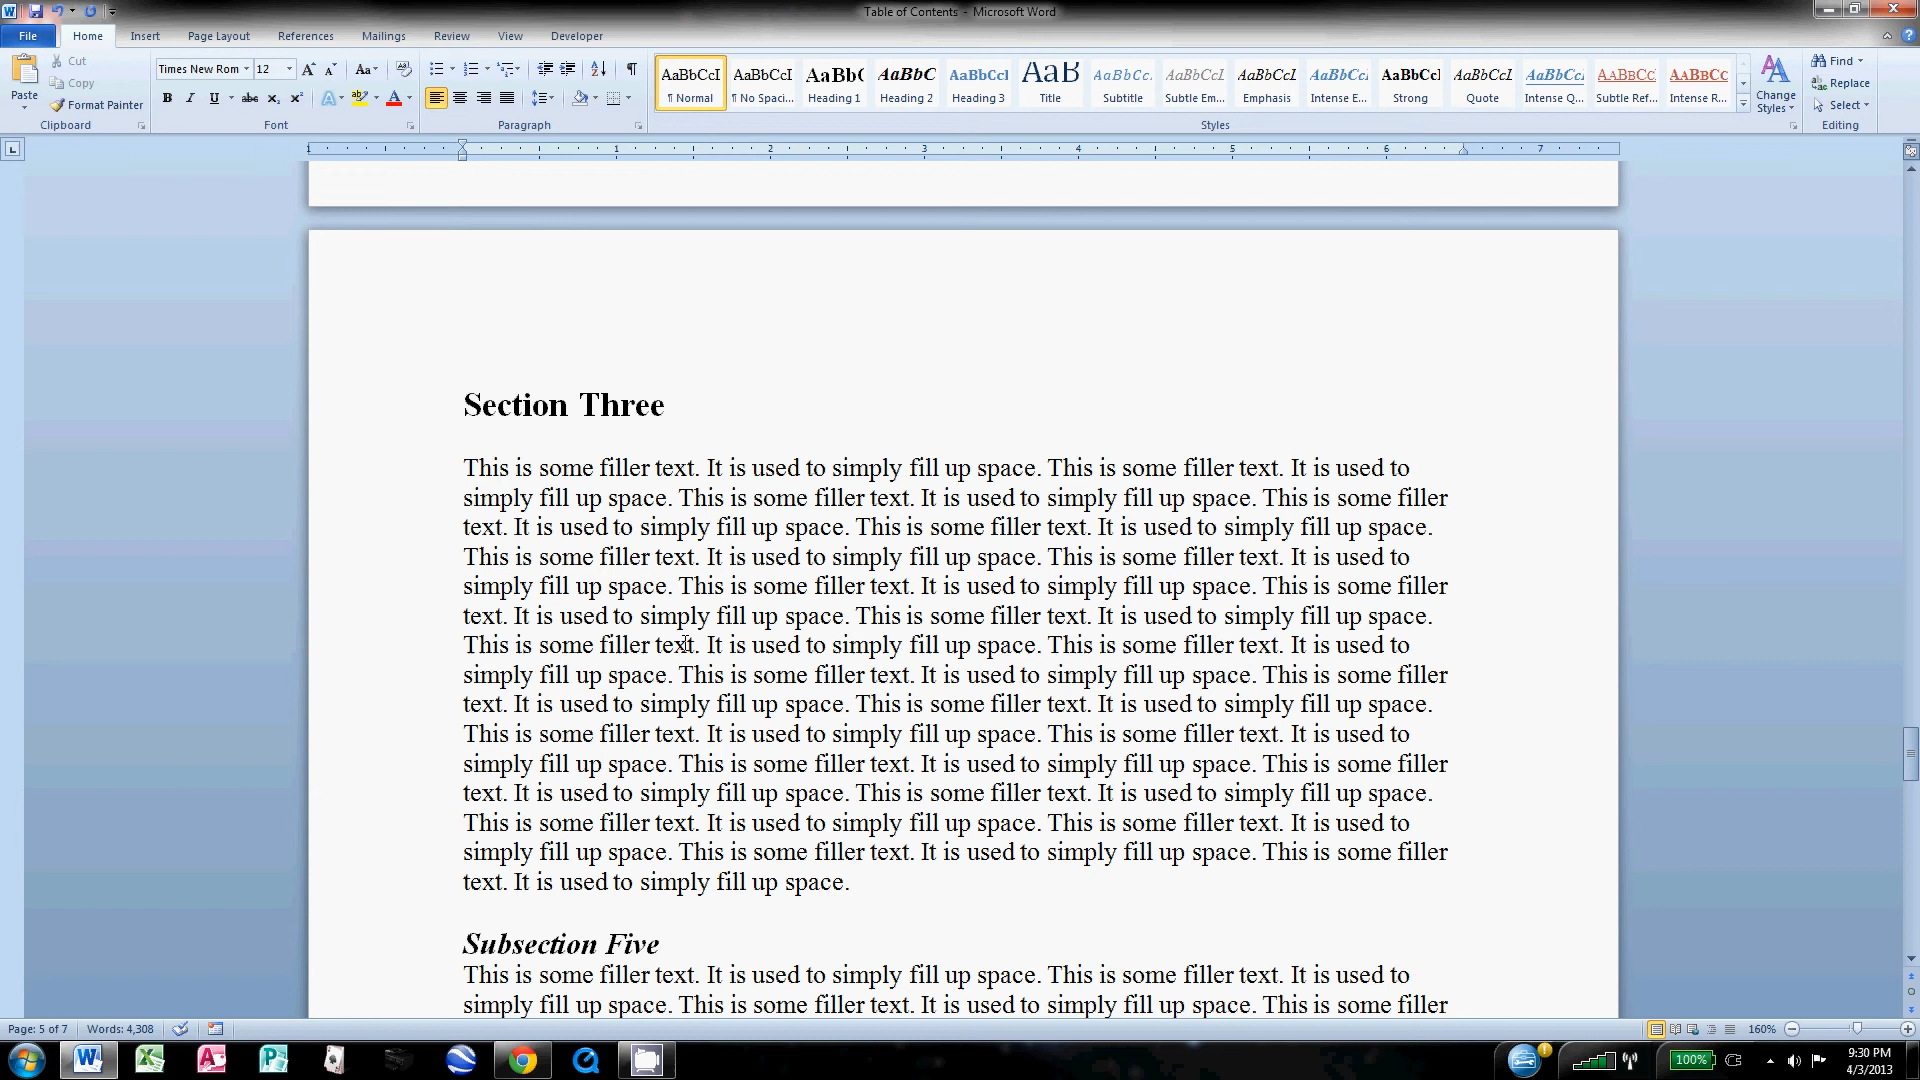 Table of Contents - Microsoft Word
File Home Insert Page Layout References Mailings Review View Developer
Paste
Cut
Copy
Format Painter
Clipboard
Times New Rom 12
Font
Paragraph
AaBbCcI AaBbCcI AaBb( AaBbC AaBbCcI AaB AaBbCc. AaBbCcI AaBbCcL AaBbCc. AaBbCcI AaBbCcL AaBbCc. AaBbCc AaBbCc
¶ Normal ¶ No Spaci... Heading 1 Heading 2 Heading 3 Title Subtitle Subtle Em... Emphasis Intense E... Strong Quote Intense Q... Subtle Ref... Intense R...
Change
Styles
Styles
Find
Replace
Select
Editing
1 1 2 3 4 5 6 7
Section Three
This is some filler text. It is used to simply fill up space. This is some filler text. It is used to
simply fill up space. This is some filler text. It is used to simply fill up space. This is some filler
text. It is used to simply fill up space. This is some filler text. It is used to simply fill up space.
This is some filler text. It is used to simply fill up space. This is some filler text. It is used to
simply fill up space. This is some filler text. It is used to simply fill up space. This is some filler
text. It is used to simply fill up space. This is some filler text. It is used to simply fill up space.
This is some filler text. It is used to simply fill up space. This is some filler text. It is used to
simply fill up space. This is some filler text. It is used to simply fill up space. This is some filler
text. It is used to simply fill up space. This is some filler text. It is used to simply fill up space.
This is some filler text. It is used to simply fill up space. This is some filler text. It is used to
simply fill up space. This is some filler text. It is used to simply fill up space. This is some filler
text. It is used to simply fill up space. This is some filler text. It is used to simply fill up space.
This is some filler text. It is used to simply fill up space. This is some filler text. It is used to
simply fill up space. This is some filler text. It is used to simply fill up space. This is some filler
text. It is used to simply fill up space.
Subsection Five
This is some filler text. It is used to simply fill up space. This is some filler text. It is used to
simply fill up space. This is some filler text. It is used to simply fill up space. This is some filler
Page: 5 of 7 Words: 4,308 160%
100% 9:30 PM
4/3/2013